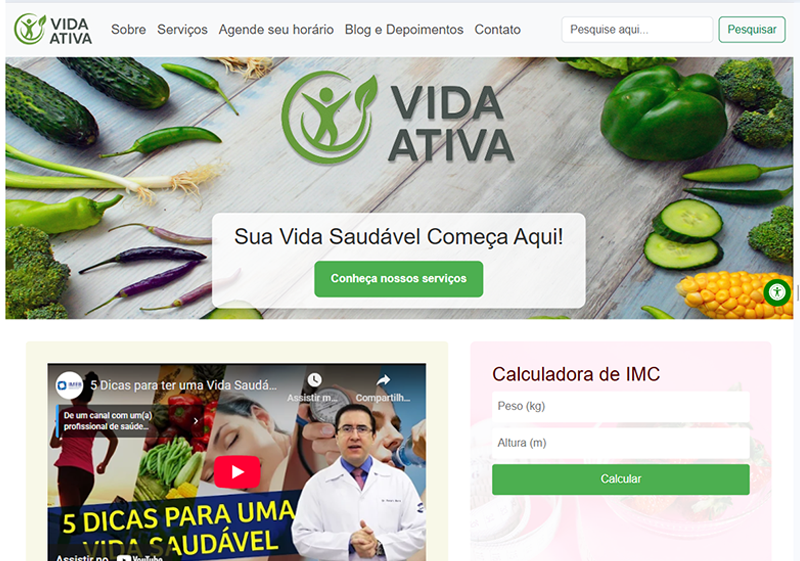 VIDA
ATIVA
Sobre Serviços Agende seu horário Blog e Depoimentos Contato
Pesquise aqui...
Pesquisar
VIDA
ATIVA
Sua Vida Saudável Começa Aqui!
Conheça nossos serviços
5 Dicas para ter uma Vida Saudá...
De um canal com um(a)
profissional de saúde...
Assistir m...
Compartilh...
5 DICAS PARA UMA
VIDA SAUDÁVEL
Assistir no YouTube
Calculadora de IMC
Peso (kg)
Altura (m)
Calcular